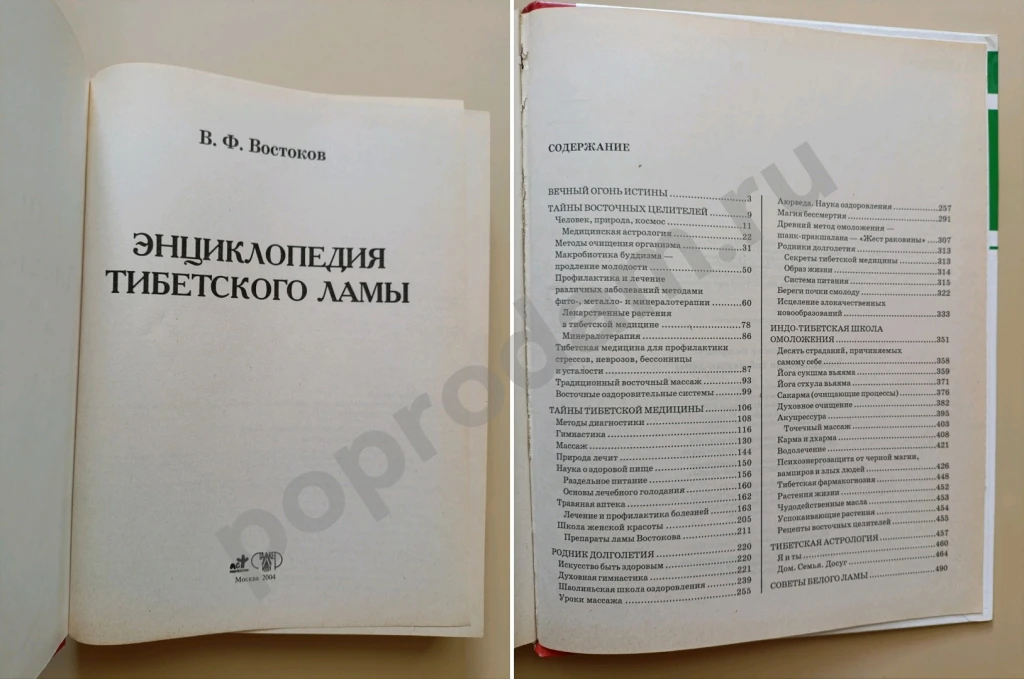 В. Ф. Востоков
ЭНЦИКЛОПЕДИЯ
ТИБЕТСКОГО ЛАМЫ
Москва 2004
СОДЕРЖАНИЕ
ВЕЧНЫЙ ОГОНЬ ИСТИНЫ ........ 3
ТАЙНЫ ВОСТОЧНЫХ ЦЕЛИТЕЛЕЙ ........ 9
Человек, природа, космос ........ 11
Медицинская астрология ........ 22
Методы очищения организма ........ 31
Макробиотика буддизма —
продление молодости ........ 50
Профилактика и лечение
различных заболеваний методами
фито-, металло- и минералотерапии ........ 60
Лекарственные растения
в тибетской медицине ........ 78
Минералотерапия ........ 86
Тибетская медицина для профилактики
стрессов, неврозов, бессонницы
и усталости ........ 87
Традиционный восточный массаж ........ 93
Восточные оздоровительные системы ........ 99
ТАЙНЫ ТИБЕТСКОЙ МЕДИЦИНЫ ........ 106
Методы диагностики ........ 108
Гимнастика ........ 116
Массаж ........ 130
Природа лечит ........ 144
Наука о здоровой пище ........ 150
Раздельное питание ........ 156
Основы лечебного голодания ........ 160
Травяная аптека ........ 162
Лечение и профилактика болезней ........ 163
Школа женской красоты ........ 205
Препараты ламы Востокова ........ 211
РОДНИК ДОЛГОЛЕТИЯ ........ 220
Искусство быть здоровым ........ 220
Духовная гимнастика ........ 221
Шаолиньская школа оздоровления ........ 239
Уроки массажа ........ 255
Аюрведа. Наука оздоровления ........ 257
Магия бессмертия ........ 291
Древний метод омоложения —
шанк-пракшалана — «Жест раковины» .... 307
Родники долголетия ........ 313
Секреты тибетской медицины ........ 313
Образ жизни ........ 314
Система питания ........ 315
Береги почки смолоду ........ 322
Исцеление злокачественных
новообразований ........ 333
ИНДО-ТИБЕТСКАЯ ШКОЛА
ОМОЛОЖЕНИЯ ........ 351
Десять страданий, причиняемых
самому себе ........ 358
Йога сукшма вьяяма ........ 359
Йога стхула вьяяма ........ 371
Сакарма (очищающие процессы) ........ 376
Духовное очищение ........ 382
Акупрессура ........ 395
Точечный массаж ........ 403
Карма и дхарма ........ 408
Водолечение ........ 421
Психоэнергозащита от черной магии,
вампиров и злых людей ........ 426
Тибетская фармакогнозия ........ 448
Растения жизни ........ 452
Чудодейственные масла ........ 453
Успокаивающие растения ........ 454
Рецепты восточных целителей ........ 455
ТИБЕТСКАЯ АСТРОЛОГИЯ ........ 457
Я и ты ........ 460
Дом. Семья. Досуг ........ 464
СОВЕТЫ БЕЛОГО ЛАМЫ ........ 490
poprodam.ru